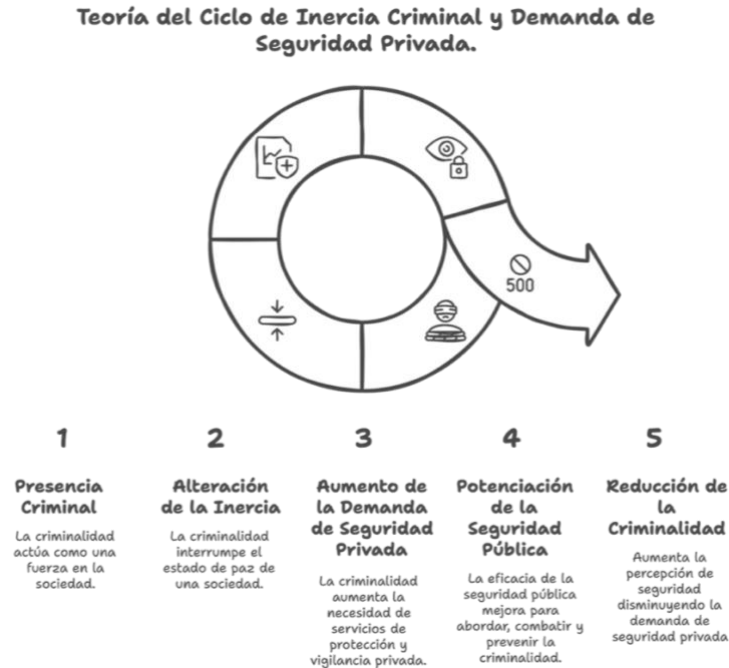 Teoría del Ciclo de Inercia Criminal y Demanda de
Seguridad Privada.
500
1
Presencia
Criminal
La criminalidad
actúa como una
fuerza en la
sociedad.
2
Alteración
de la Inercia
La criminalidad
interrumpe el
estado de paz de
una sociedad.
3
Aumento de
la Demanda
de Seguridad
Privada
La criminalidad
aumenta la
necesidad de
servicios de
protección y
vigilancia privada.
4
Potenciación
de la
Seguridad
Pública
La eficacia de la
seguridad pública
mejora para
abordar, combatir y
prevenir la
criminalidad.
5
Reducción de
la
Criminalidad
Aumenta la
percepción de
seguridad
disminuyendo la
demanda de
seguridad privada